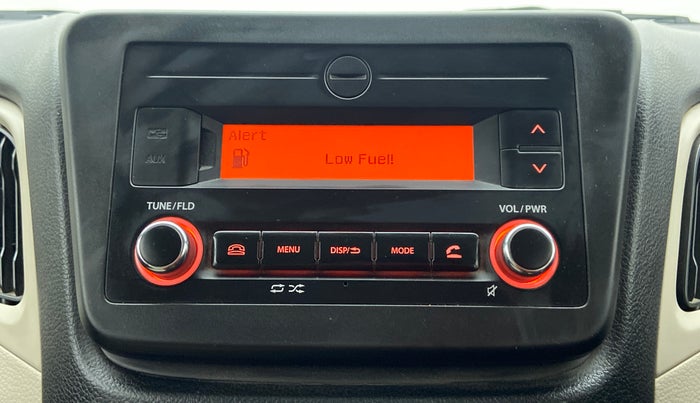 Alert
Low Fuel!
AUX
TUNE/FLD
VOL/PWR
MENU
DISP/
MODE